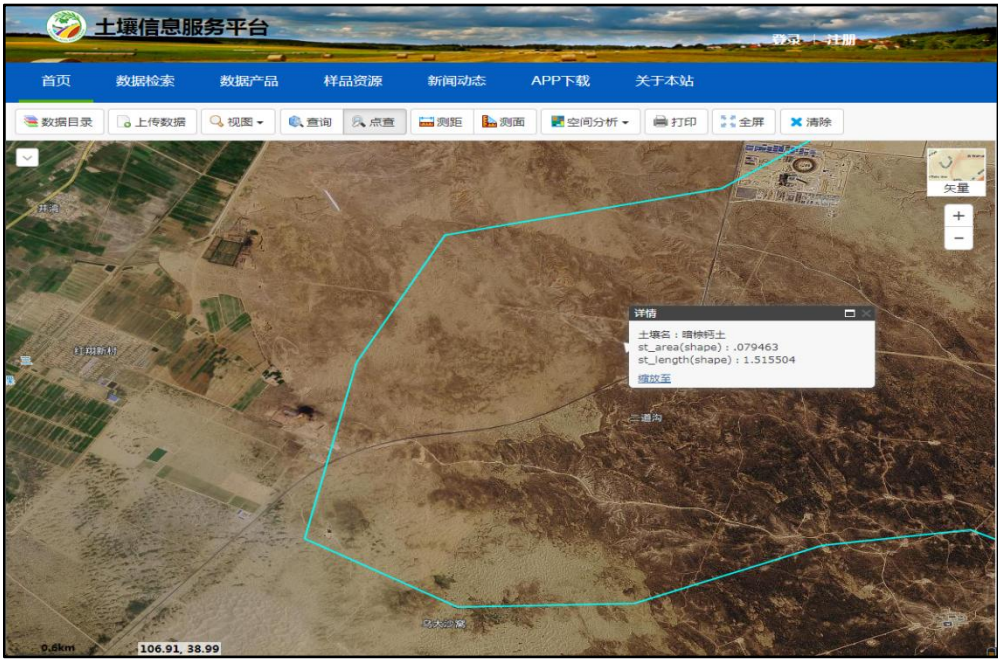 土壤信息服务平台
登录 | 注册
首页 数据检索 数据产品 样品资源 新闻动态 APP下载 关于本站
数据目录 上传数据 视图 查询 点查 测距 测面 空间分析 打印 全屏 清除
矢量
+
−
详情
土壤名：暗棕钙土
st_area(shape) : .079463
st_length(shape) : 1.515504
缩放至
二道沟
乌大沙窝
0.6km
106.91, 38.99